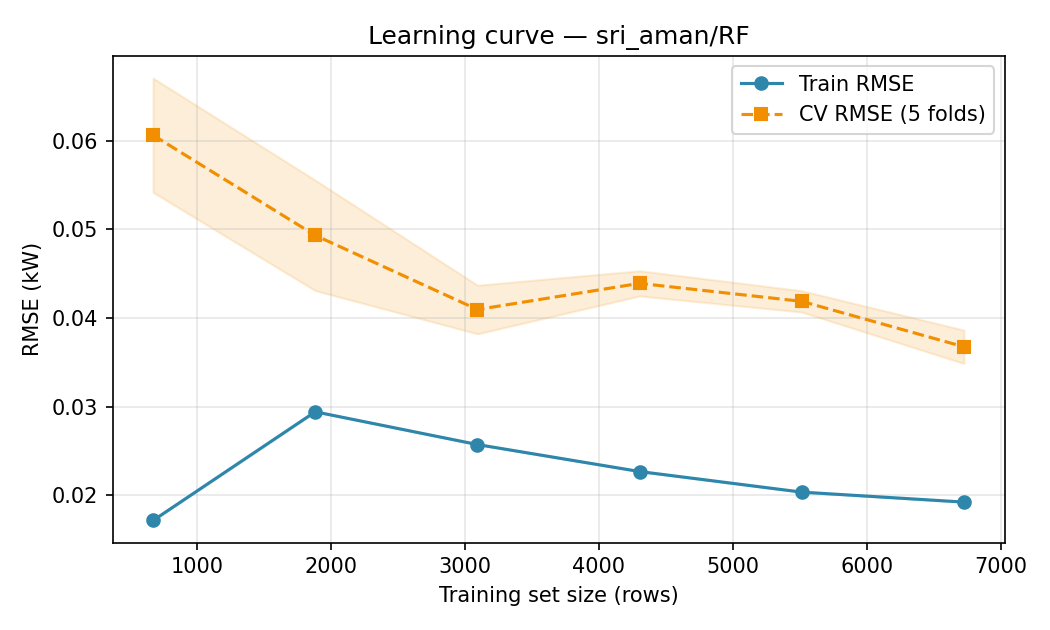 Learning curve — sri_aman/RF
Train RMSE
CV RMSE (5 folds)
RMSE (kW)
0.06
0.05
0.04
0.03
0.02
1000 2000 3000 4000 5000 6000 7000
Training set size (rows)